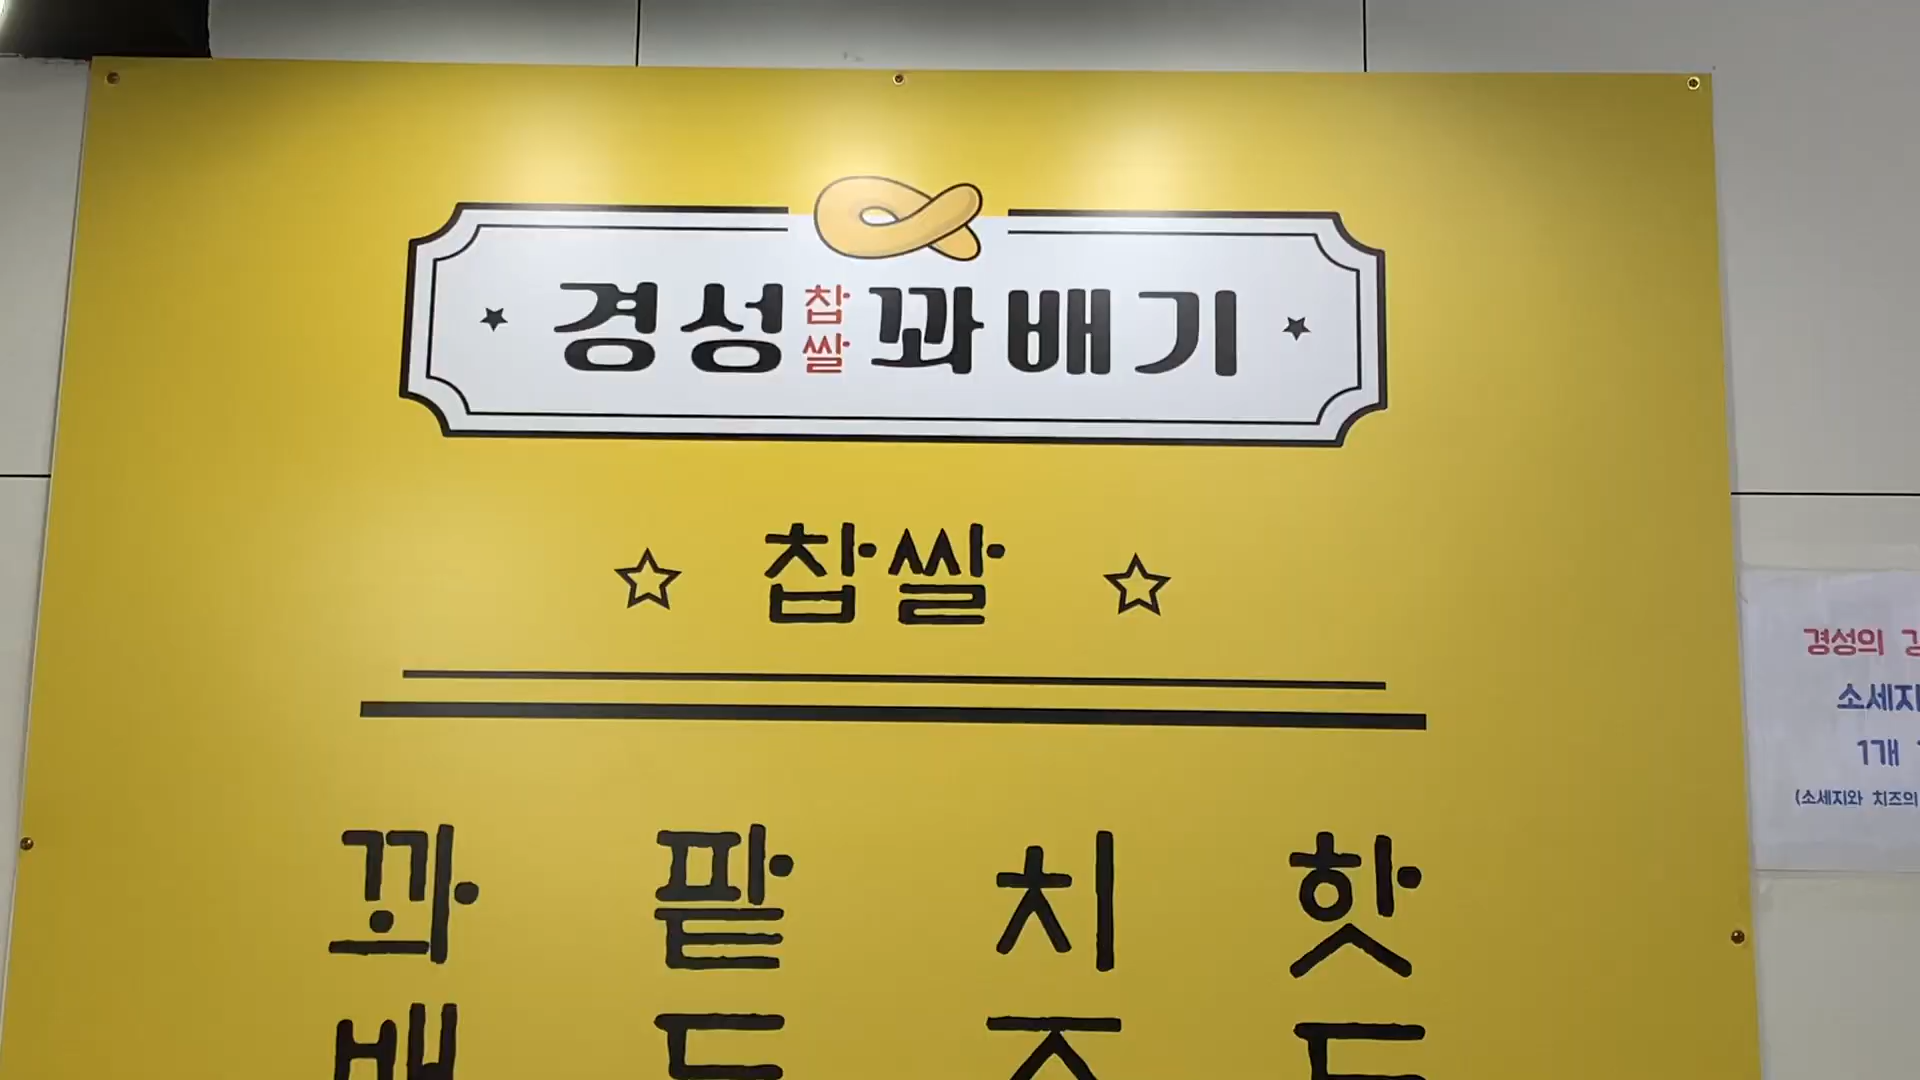 경성찹쌀꽈배기
찹쌀
꽈 팥 치 핫
배
경성의
소세지
1개
(소세지와 치즈의